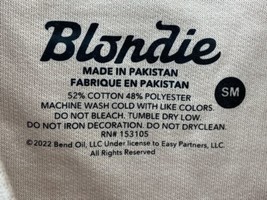 Blondie
MADE IN PAKISTAN
FABRIQUE EN PAKISTAN
52% COTTON 48% POLYESTER
MACHINE WASH COLD WITH LIKE COLORS.
DO NOT BLEACH. TUMBLE DRY LOW.
DO NOT IRON DECORATION. DO NOT DRYCLEAN.
RN# 153105
SM
©2022 Bend Oil, LLC Under license to Easy Partners, LLC.
All Rights Reserved